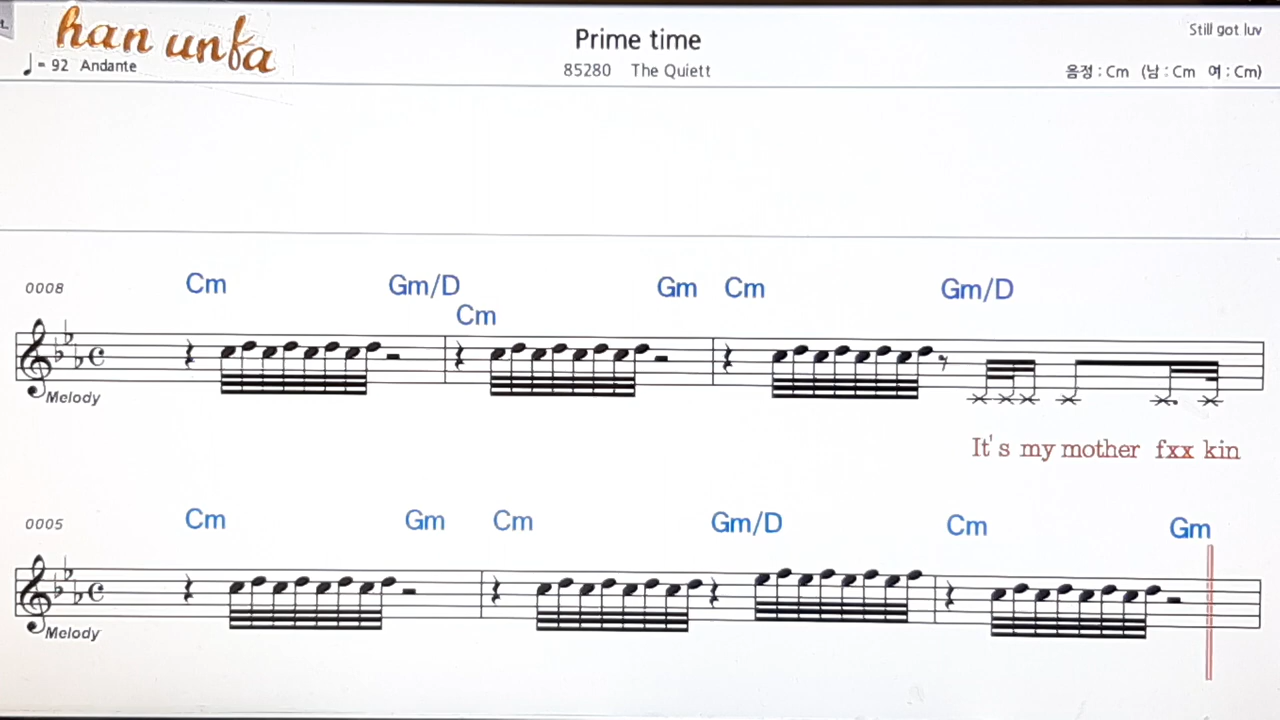 han unfa
Prime time
Still got luv
♩= 92 Andante
85280 The Quiett
음정 : Cm (남 : Cm 여 : Cm)
0008
Cm Gm/D Gm Cm Gm/D
Cm
Melody
It's my mother fxx kin
0005
Cm Gm Cm Gm/D Cm Gm
Melody